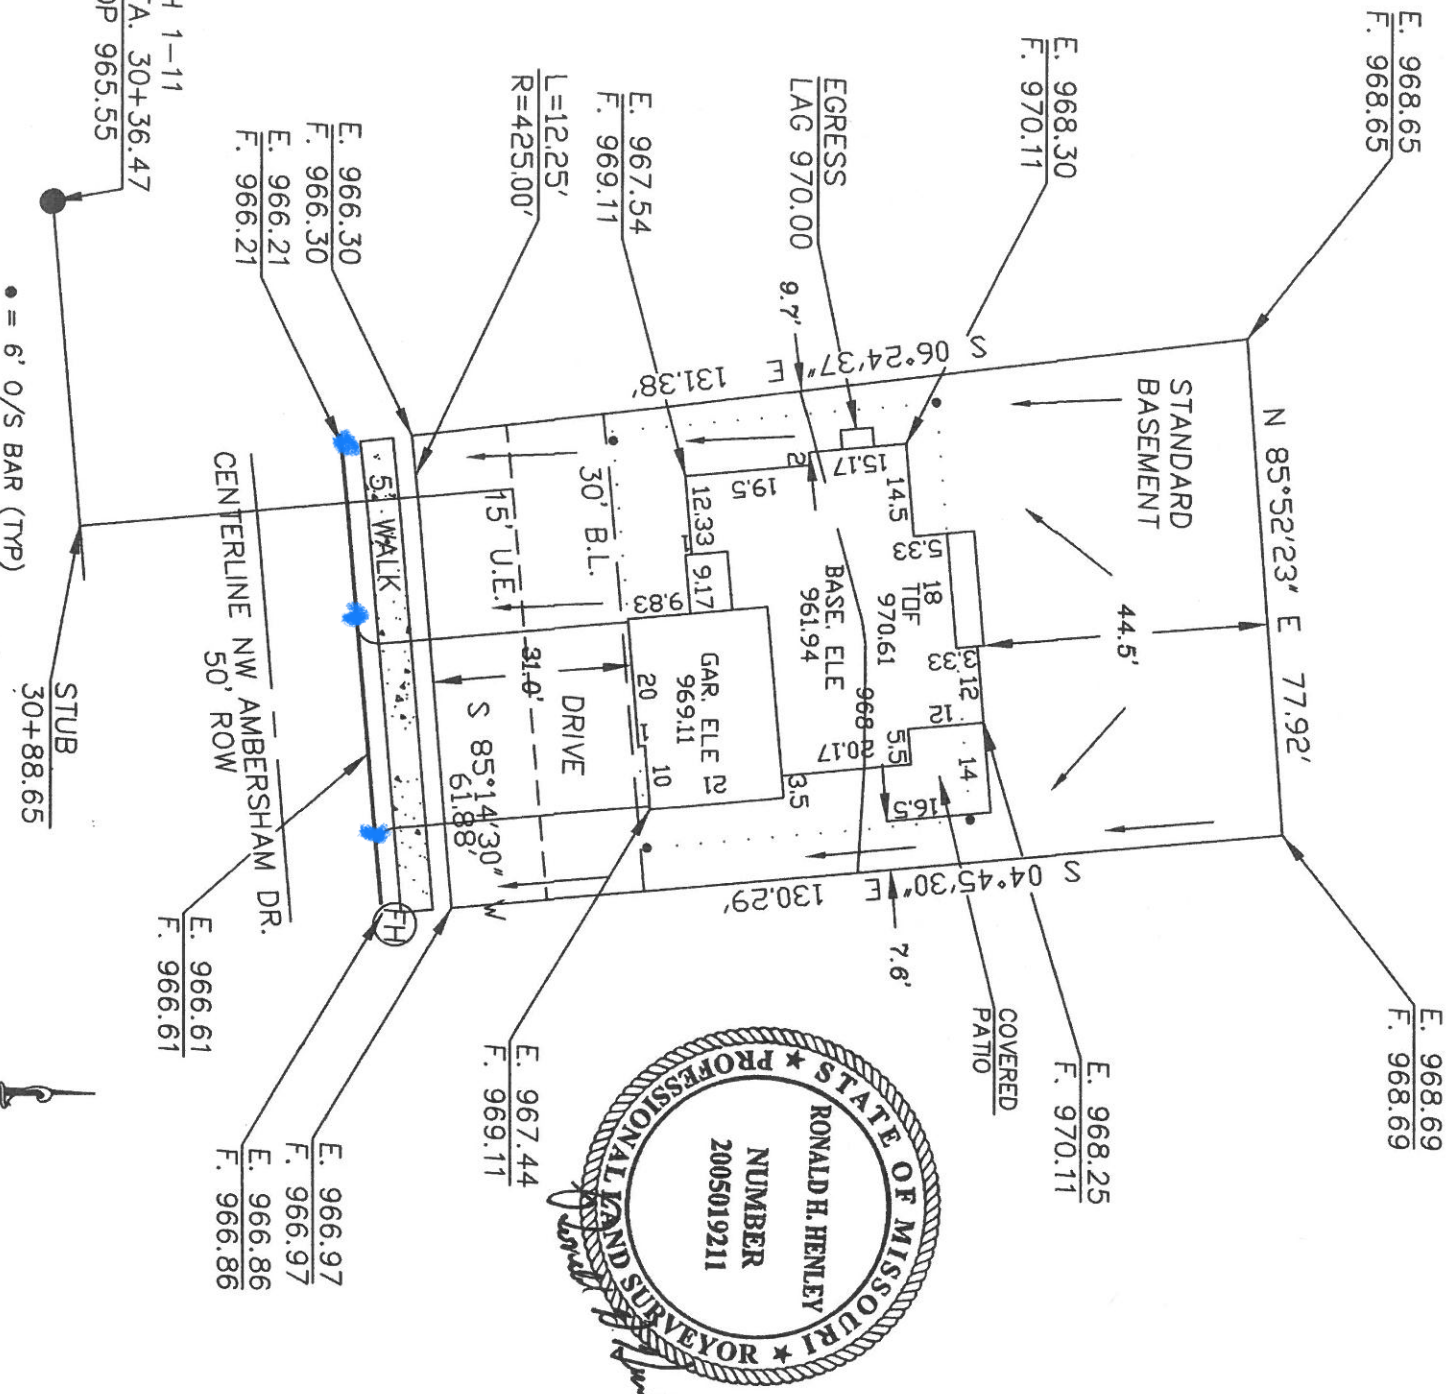 E. 968.65
F. 968.65
E. 968.30
F. 970.11
EGRESS
LAG 970.00
E. 967.54
F. 969.11
L=12.25'
R=425.00'
E. 966.30
F. 966.30
E. 966.21
F. 966.21
H 1-11
TA. 30+36.47
OP 965.55
• = 6' O/S BAR (TYP)
STANDARD
BASEMENT
N 85°52'23" E 77.92'
S 06°24'37" E 131.38'
9.7'
44.5'
15.17
14.5
5.33
18
TOF
970.61
3.33
12
12
5.5
14
16.5
BASE. ELE
961.94
968
20.17
3.5
2
19.5
12.33
1
9.17
9.83
GAR. ELE
969.11
21
20
1
10
30' B.L.
15' U.E.
31.0'
DRIVE
S 85°14'30" W
61.88'
5' WALK
FH
CENTERLINE NW AMBERSHAM DR.
50' ROW
STUB
30+88.65
S 04°45'30" E 130.29'
7.6'
COVERED
PATIO
E. 968.69
F. 968.69
E. 968.25
F. 970.11
E. 967.44
F. 969.11
E. 966.97
F. 966.97
E. 966.86
F. 966.86
E. 966.61
F. 966.61
★ STATE OF MISSOURI ★
PROFESSIONAL LAND SURVEYOR
RONALD H. HENLEY
NUMBER
2005019211